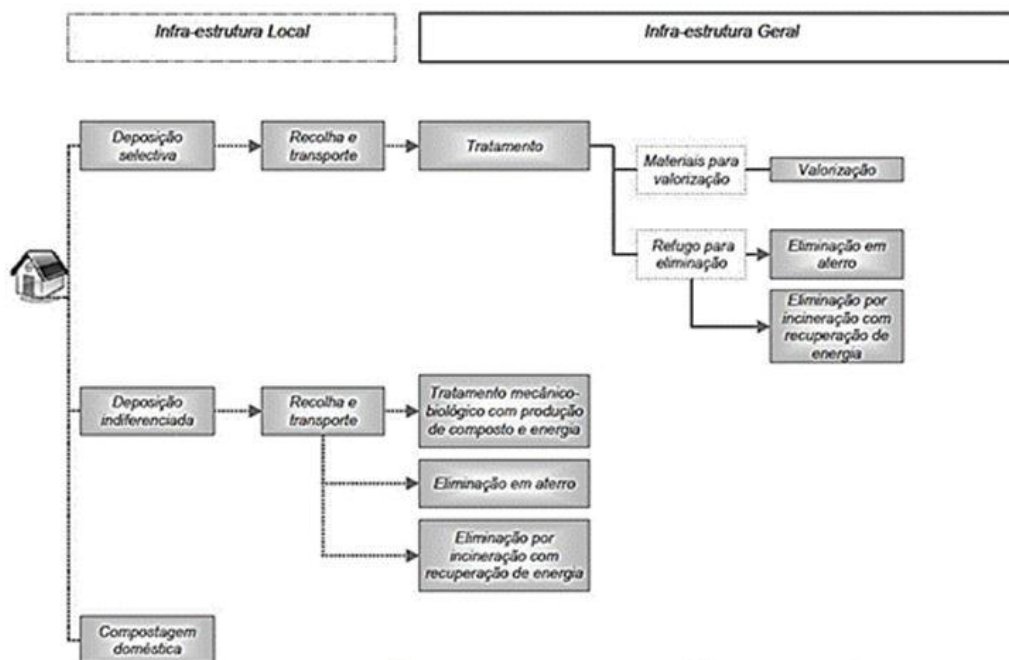 Infra-estrutura Local
Infra-estrutura Geral
Deposição
selectiva
Recolha e
transporte
Tratamento
Materiais para
valorização
Valorização
Refugo para
eliminação
Eliminação em
aterro
Eliminação por
incineração com
recuperação de
energia
Deposição
indiferenciada
Recolha e
transporte
Tratamento mecânico-
biológico com produção
de composto e energia
Eliminação em aterro
Eliminação por
incineração com
recuperação de energia
Compostagem
doméstica